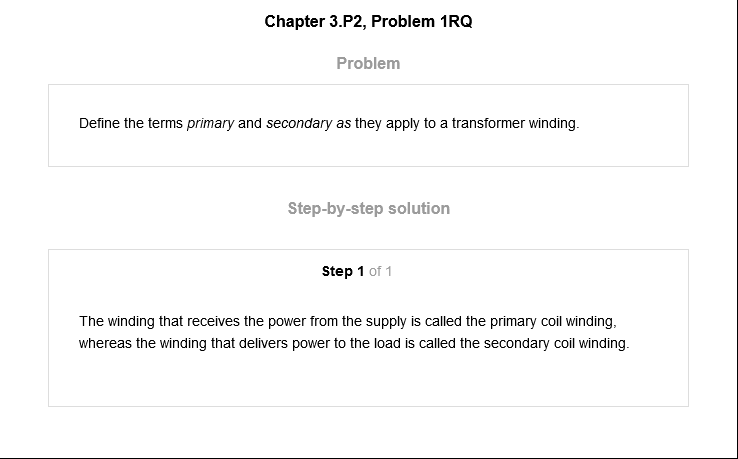 Chapter 3.P2, Problem 1RQ
Problem
Define the terms primary and secondary as they apply to a transformer winding.
Step-by-step solution
Step 1 of 1
The winding that receives the power from the supply is called the primary coil winding,
whereas the winding that delivers power to the load is called the secondary coil winding.